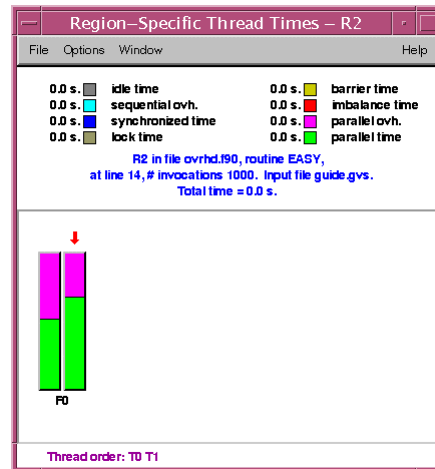 Region-Specific Thread Times - R2
File Options Window Help
0.0 s. idle time 0.0 s. barrier time
0.0 s. sequential ovh. 0.0 s. imbalance time
0.0 s. synchronized time 0.0 s. parallel ovh.
0.0 s. lock time 0.0 s. parallel time
R2 in file ovrhd.f90, routine EASY,
at line 14, # invocations 1000. Input file guide.gvs.
Total time = 0.0 s.
F0
Thread order: T0 T1